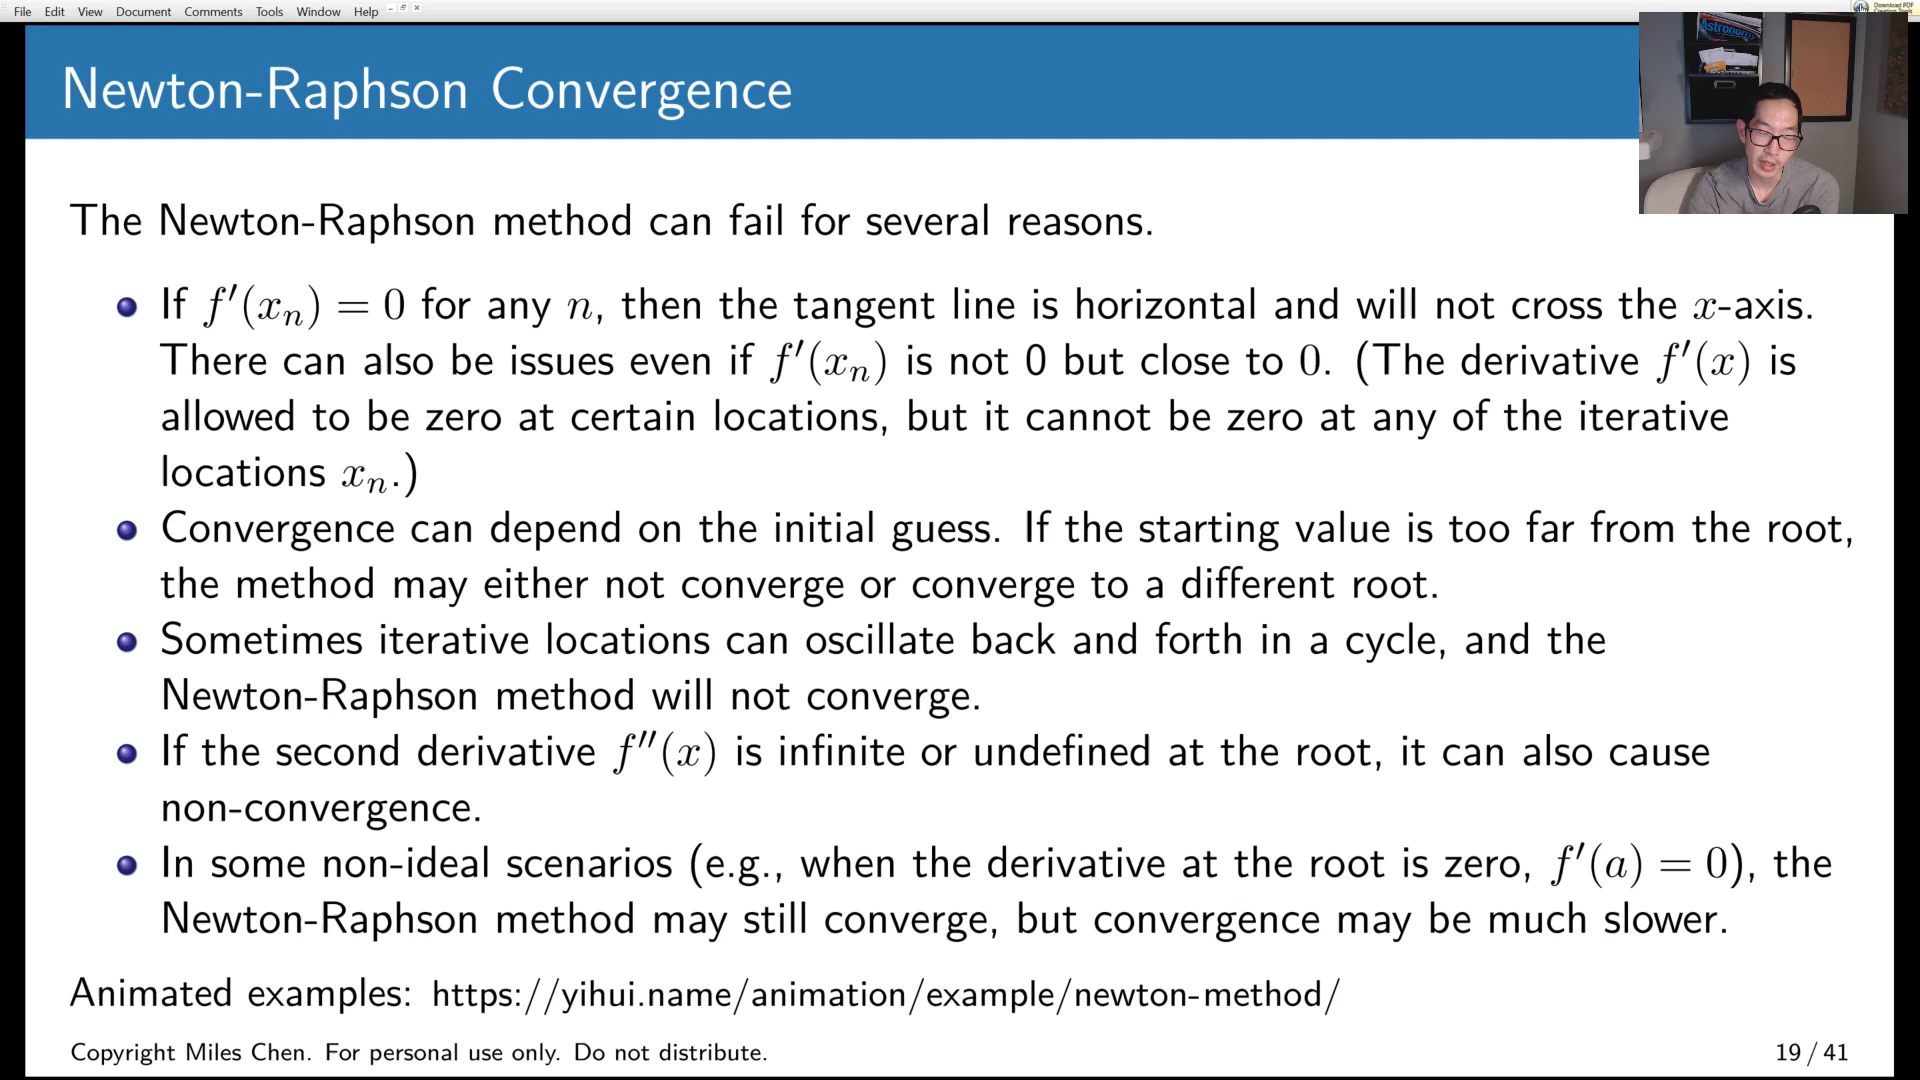 File Edit View Document Comments Tools Window Help
Download PDF
Creation Tools
Astronomy
Newton-Raphson Convergence
The Newton-Raphson method can fail for several reasons.
If f′(xₙ) = 0 for any n, then the tangent line is horizontal and will not cross the x-axis.
There can also be issues even if f′(xₙ) is not 0 but close to 0. (The derivative f′(x) is
allowed to be zero at certain locations, but it cannot be zero at any of the iterative
locations xₙ.)
Convergence can depend on the initial guess. If the starting value is too far from the root,
the method may either not converge or converge to a different root.
Sometimes iterative locations can oscillate back and forth in a cycle, and the
Newton-Raphson method will not converge.
If the second derivative f″(x) is infinite or undefined at the root, it can also cause
non-convergence.
In some non-ideal scenarios (e.g., when the derivative at the root is zero, f′(a) = 0), the
Newton-Raphson method may still converge, but convergence may be much slower.
Animated examples: https://yihui.name/animation/example/newton-method/
Copyright Miles Chen. For personal use only. Do not distribute.
19 / 41